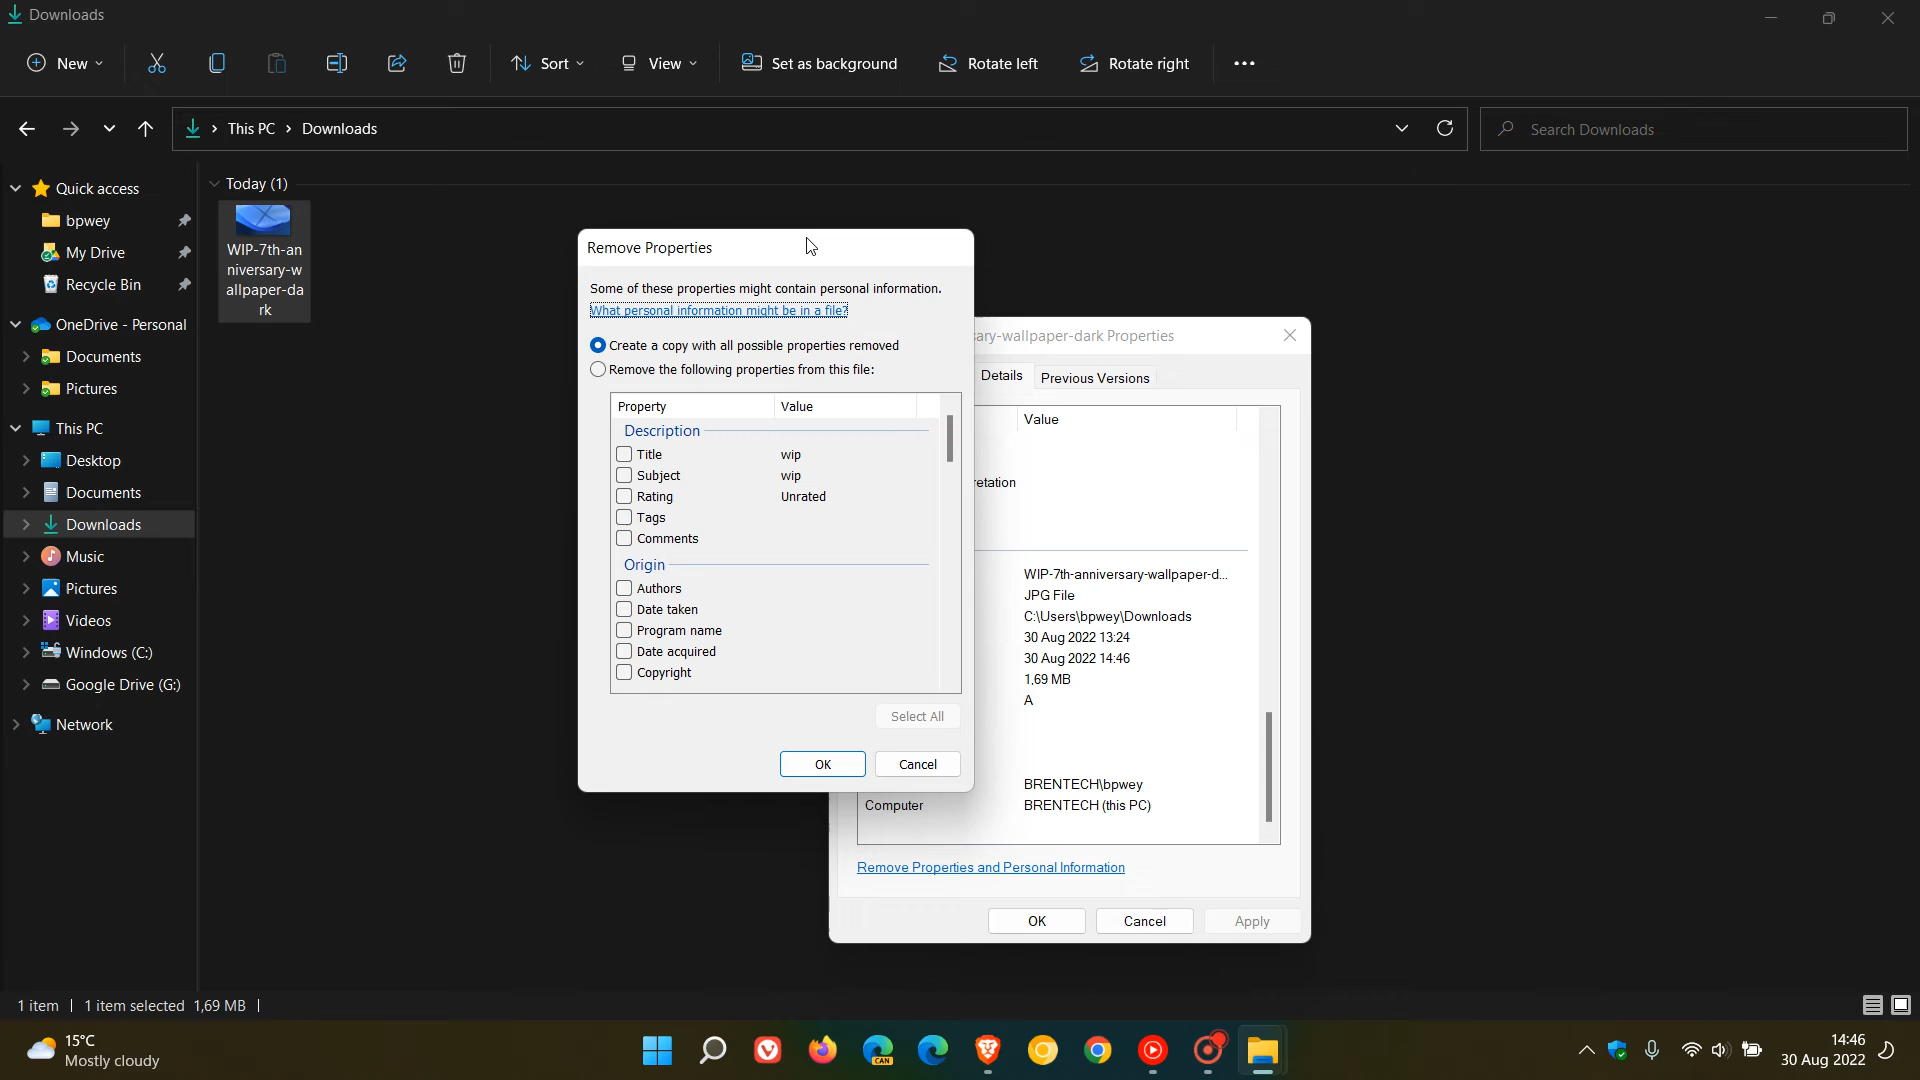 Downloads
New
Sort
View
Set as background
Rotate left
Rotate right
This PC
Downloads
Search Downloads
Quick access
bpwey
My Drive
Recycle Bin
OneDrive - Personal
Documents
Pictures
This PC
Desktop
Documents
Downloads
Music
Pictures
Videos
Windows (C:)
Google Drive (G:)
Network
Today (1)
WIP-7th-an
niversary-w
allpaper-da
rk
Remove Properties
Some of these properties might contain personal information.
What personal information might be in a file?
Create a copy with all possible properties removed
Remove the following properties from this file:
Property Value
Description
Title wip
Subject wip
Rating Unrated
Tags
Comments
Origin
Authors
Date taken
Program name
Date acquired
Copyright
Select All
OK Cancel
ary-wallpaper-dark Properties
Details Previous Versions
Value
retation
WIP-7th-anniversary-wallpaper-d...
JPG File
C:\Users\bpwey\Downloads
30 Aug 2022 13:24
30 Aug 2022 14:46
1,69 MB
A
BRENTECH\bpwey
Computer BRENTECH (this PC)
Remove Properties and Personal Information
OK Cancel Apply
1 item 1 item selected 1,69 MB
15°C
Mostly cloudy
CAN
14:46
30 Aug 2022